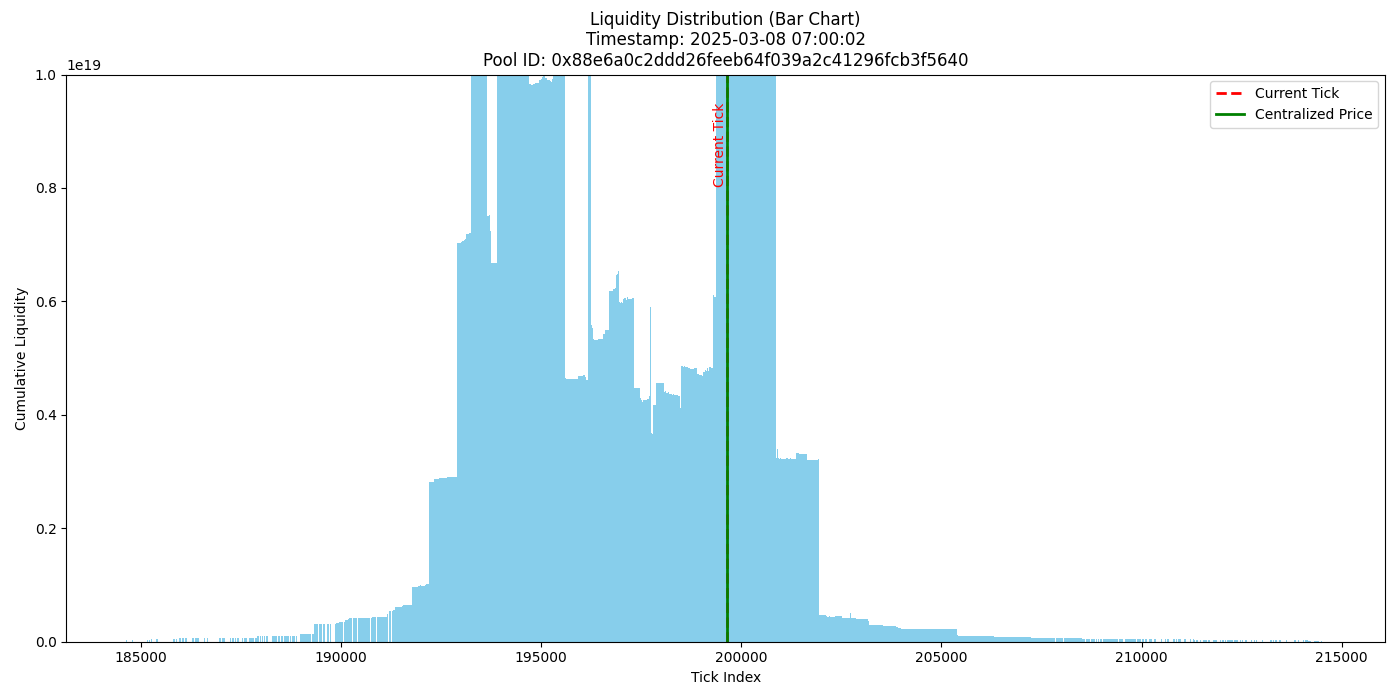 Liquidity Distribution (Bar Chart)
Timestamp: 2025-03-08 07:00:02
Pool ID: 0x88e6a0c2ddd26feeb64f039a2c41296fcb3f5640
1e19
1.0
0.8
0.6
0.4
0.2
0.0
Cumulative Liquidity
Current Tick
Current Tick
Centralized Price
185000
190000
195000
200000
205000
210000
215000
Tick Index